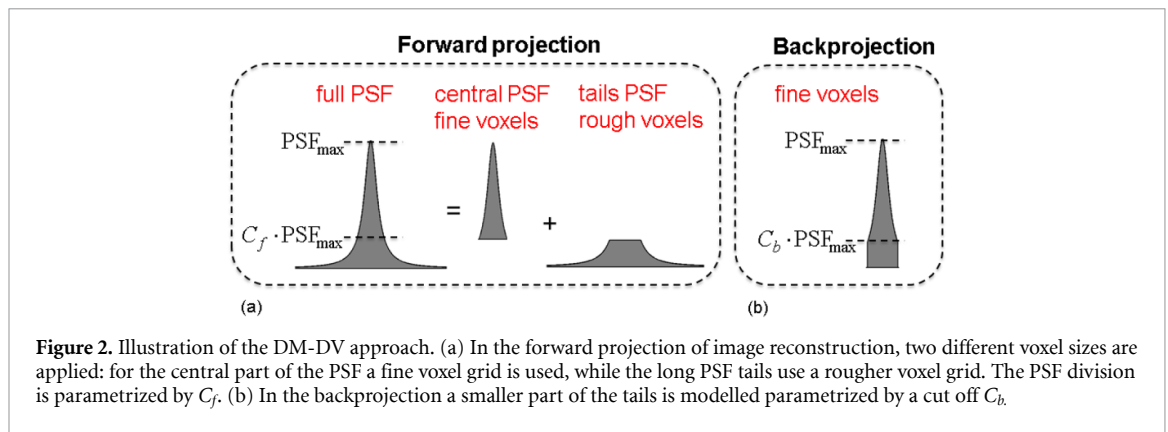 Forward projection
Backprojection
full PSF
central PSF
fine voxels
tails PSF
rough voxels
fine voxels
PSFmax
PSFmax
=
+
Cf · PSFmax
Cb · PSFmax
(a)
(b)
Figure 2. Illustration of the DM-DV approach. (a) In the forward projection of image reconstruction, two different voxel sizes are
applied: for the central part of the PSF a fine voxel grid is used, while the long PSF tails use a rougher voxel grid. The PSF division
is parametrized by Cf. (b) In the backprojection a smaller part of the tails is modelled parametrized by a cut off Cb.